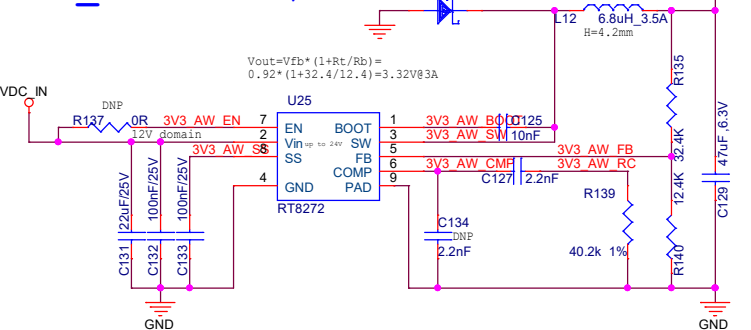 L12
6.8uH_3.5A
H=4.2mm
Vout=Vfb*(1+Rt/Rb)=
0.92*(1+32.4/12.4)=3.32V@3A
VDC_IN
DNP
R137
0R
3V3_AW_EN
12V domain
3V3_AW_SS
U25
7
EN
2
Vin
up to 24V
8
SS
4
GND
BOOT
1
SW
3
FB
5
COMP
6
PAD
9
RT8272
3V3_AW_BOOT
C125
3V3_AW_SW
10nF
3V3_AW_FB
3V3_AW_CMP
3V3_AW_RC
C127
2.2nF
R135
32.4K
12.4K
R140
47uF,6.3V
C129
R139
40.2k 1%
C134
DNP
2.2nF
22uF/25V
C131
100nF/25V
C132
100nF/25V
C133
GND
GND